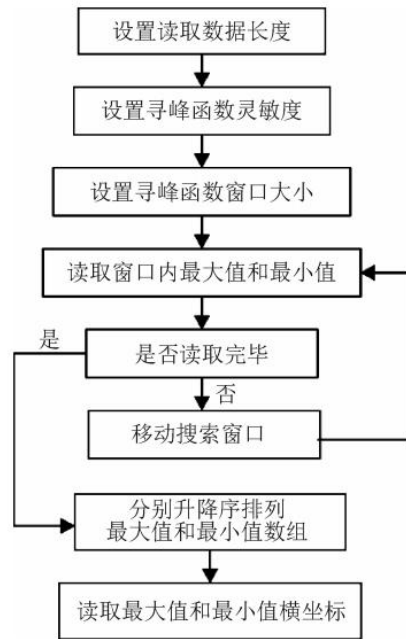 设置读取数据长度
设置寻峰函数灵敏度
设置寻峰函数窗口大小
读取窗口内最大值和最小值
是
是否读取完毕
否
移动搜索窗口
分别升降序排列
最大值和最小值数组
读取最大值和最小值横坐标